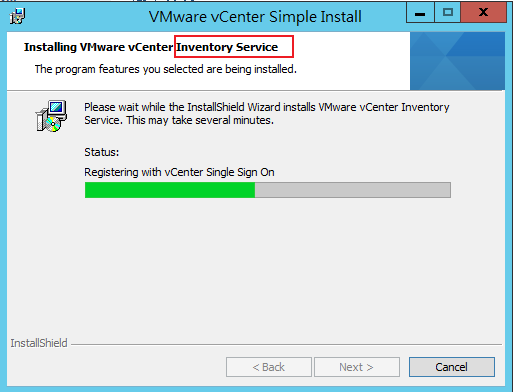 VMware vCenter Simple Install
Installing VMware vCenter Inventory Service
The program features you selected are being installed.
Please wait while the InstallShield Wizard installs VMware vCenter Inventory
Service. This may take several minutes.
Status:
Registering with vCenter Single Sign On
InstallShield
< Back
Next >
Cancel